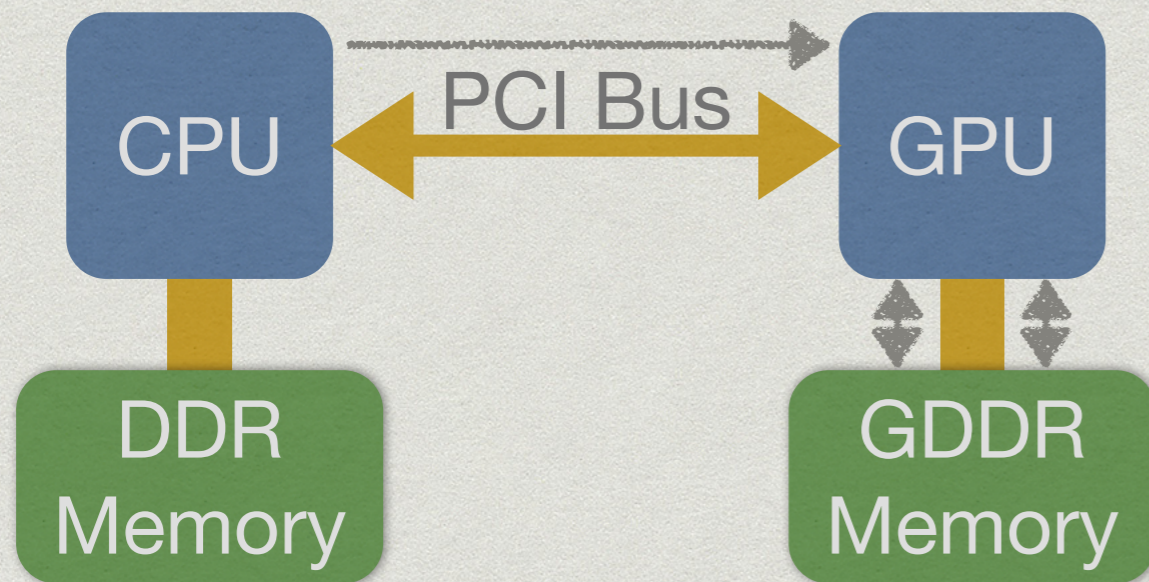 CPU
PCI Bus
GPU
DDR
Memory
GDDR
Memory